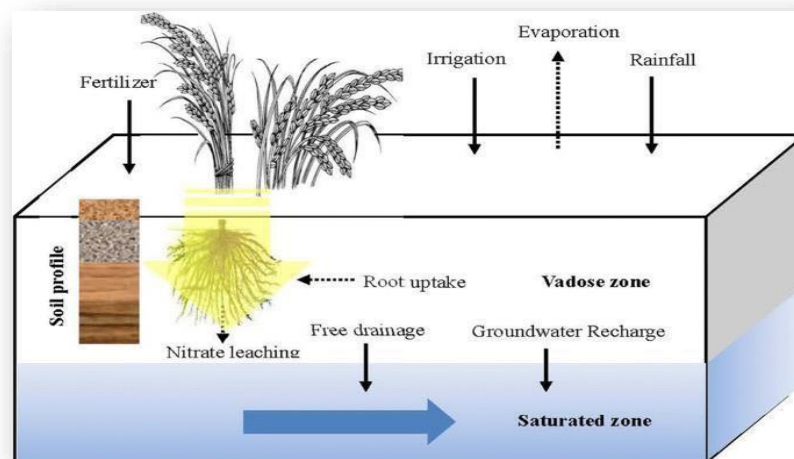 Evaporation
Fertilizer
Irrigation
Rainfall
Soil profile
Root uptake
Vadose zone
Free drainage
Groundwater Recharge
Nitrate leaching
Saturated zone